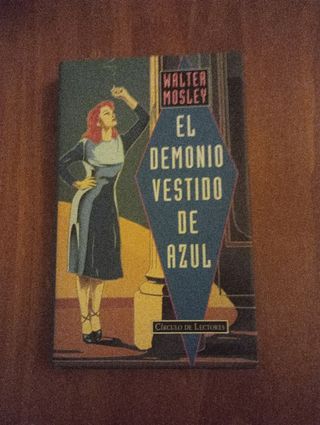 WALTER
MOSLEY
EL
DEMONIO
VESTIDO
DE
AZUL
CÍRCULO DE LECTORES